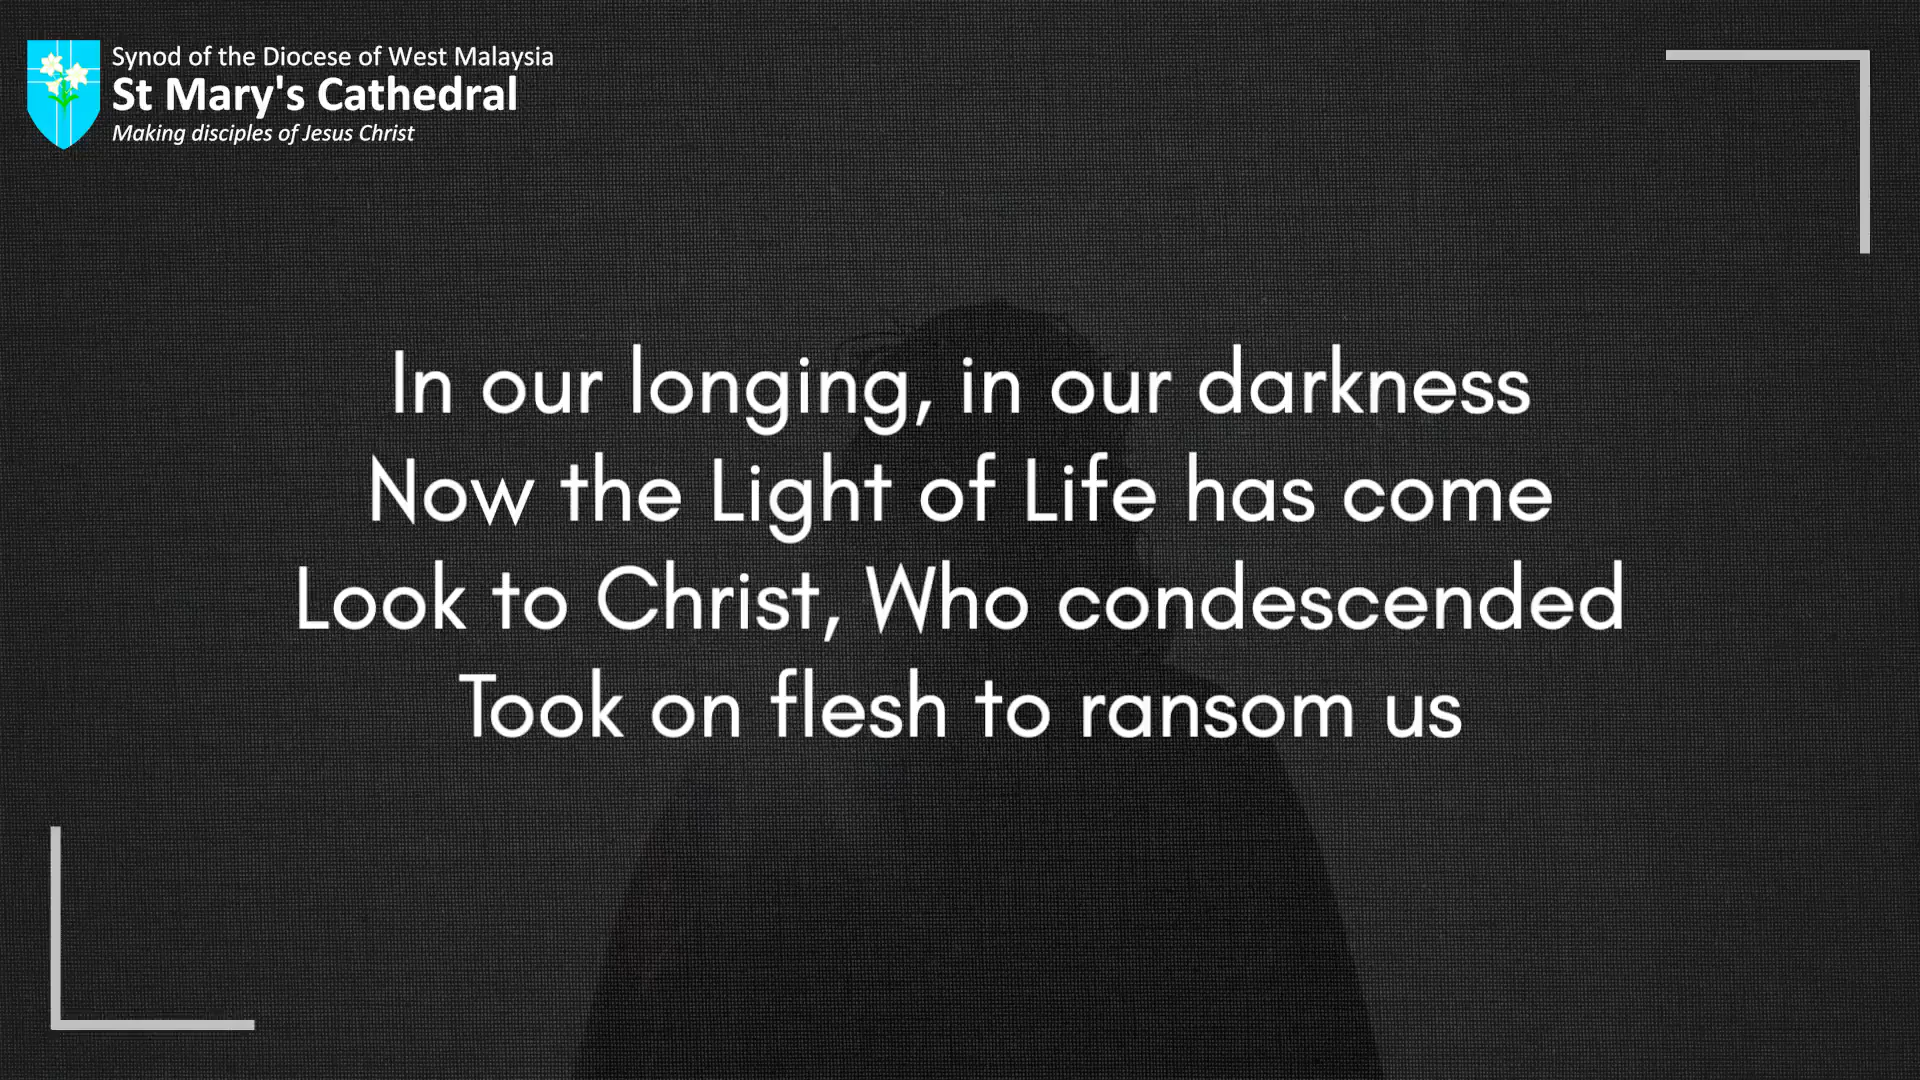 Synod of the Diocese of West Malaysia
St Mary's Cathedral
Making disciples of Jesus Christ
In our longing, in our darkness
Now the Light of Life has come
Look to Christ, Who condescended
Took on flesh to ransom us